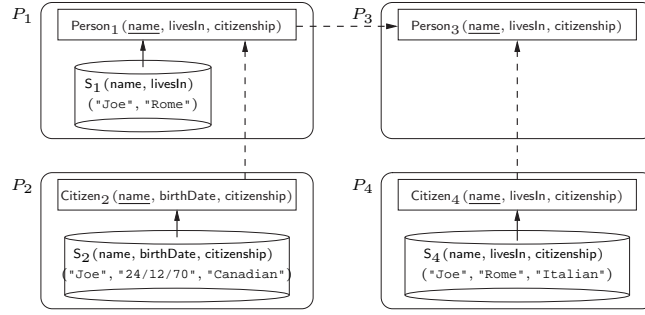 P1
Person1(name, livesIn, citizenship)
S1(name, livesIn)
("Joe", "Rome")
P3
Person3(name, livesIn, citizenship)
P2
Citizen2(name, birthDate, citizenship)
S2(name, birthDate, citizenship)
("Joe", "24/12/70", "Canadian")
P4
Citizen4(name, livesIn, citizenship)
S4(name, livesIn, citizenship)
("Joe", "Rome", "Italian")